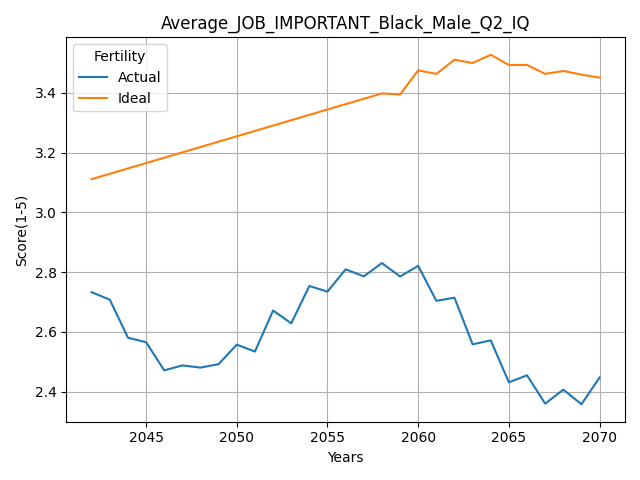 Average_JOB_IMPORTANT_Black_Male_Q2_IQ
Fertility
Actual
Ideal
Score(1-5)
3.4
3.2
3.0
2.8
2.6
2.4
2045 2050 2055 2060 2065 2070
Years